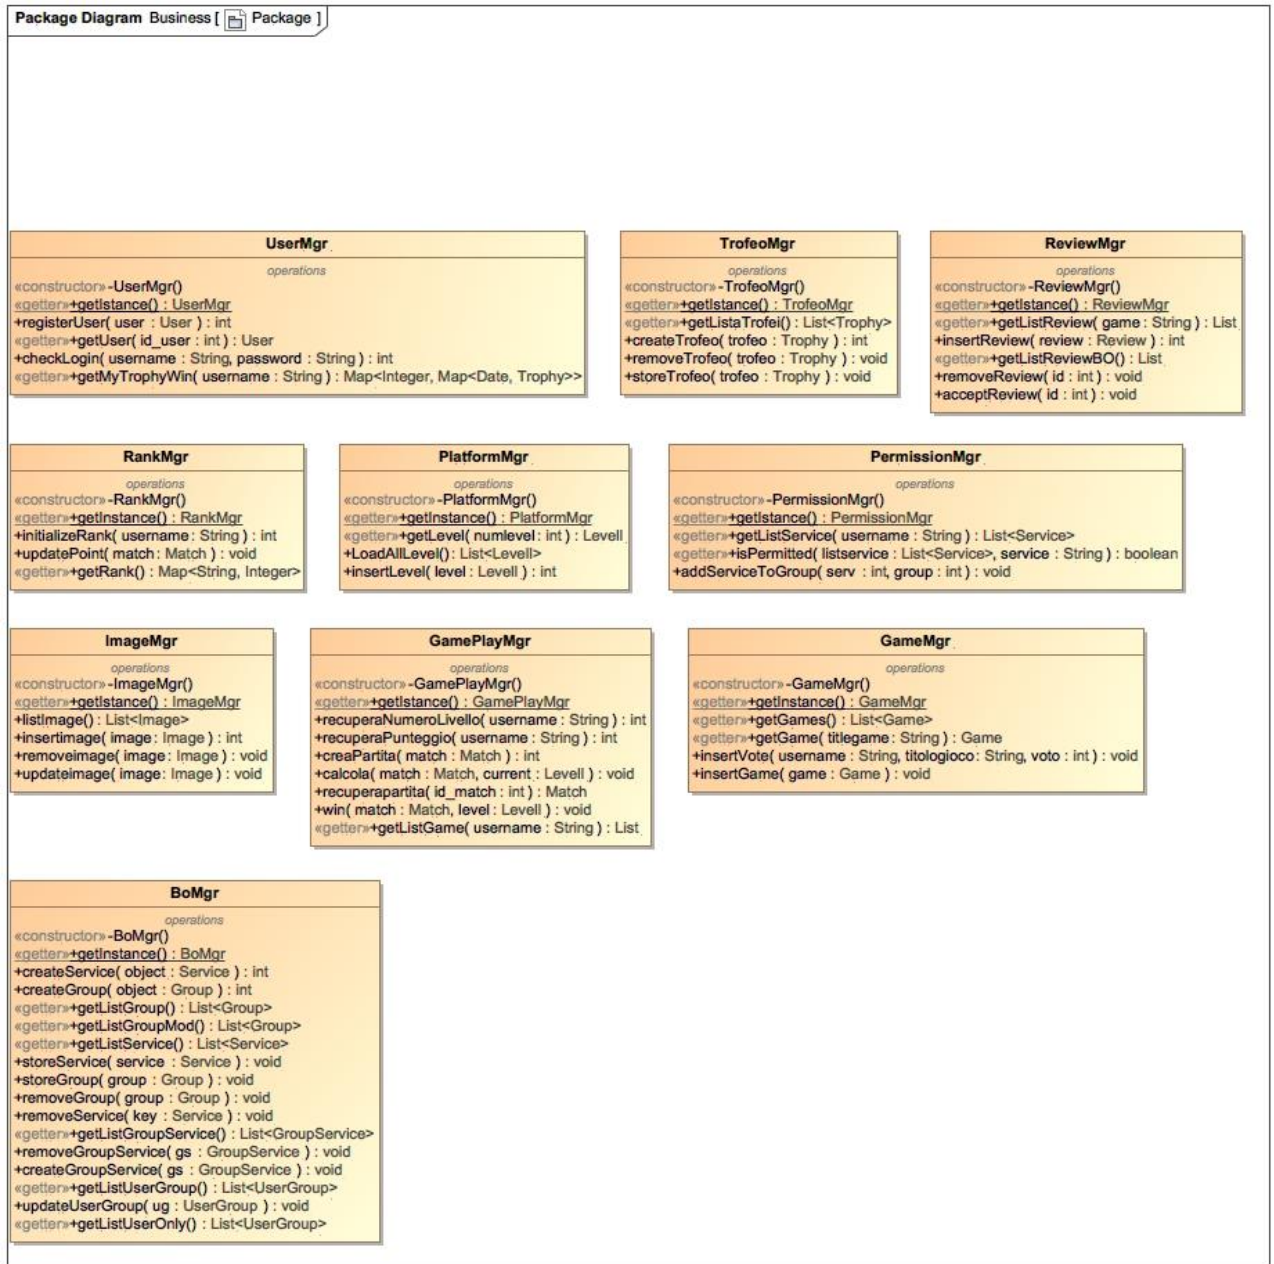 Package Diagram Business [ Package ]
UserMgr
operations
«constructor»-UserMgr()
«getter»+getIstance() : UserMgr
+registerUser( user : User ) : int
«getter»+getUser( id_user : int ) : User
+checkLogin( username : String, password : String ) : int
«getter»+getMyTrophyWin( username : String ) : Map<Integer, Map<Date, Trophy>>
TrofeoMgr
operations
«constructor»-TrofeoMgr()
«getter»+getIstance() : TrofeoMgr
«getter»+getListaTrofei() : List<Trophy>
+createTrofeo( trofeo : Trophy ) : int
+removeTrofeo( trofeo : Trophy ) : void
+storeTrofeo( trofeo : Trophy ) : void
ReviewMgr
operations
«constructor»-ReviewMgr()
«getter»+getIstance() : ReviewMgr
«getter»+getListReview( game : String ) : List
+insertReview( review : Review ) : int
«getter»+getListReviewBO() : List
+removeReview( id : int ) : void
+acceptReview( id : int ) : void
RankMgr
operations
«constructor»-RankMgr()
«getter»+getInstance() : RankMgr
+initializeRank( username : String ) : int
+updatePoint( match : Match ) : void
«getter»+getRank() : Map<String, Integer>
PlatformMgr
operations
«constructor»-PlatformMgr()
«getter»+getInstance() : PlatformMgr
«getter»+getLevel( numlevel : int ) : Levell
+LoadAllLevel() : List<Levell>
+insertLevel( level : Levell ) : int
PermissionMgr
operations
«constructor»-PermissionMgr()
«getter»+getIstance() : PermissionMgr
«getter»+getListService( username : String ) : List<Service>
«getter»+isPermitted( listservice : List<Service>, service : String ) : boolean
+addServiceToGroup( serv : int, group : int ) : void
ImageMgr
operations
«constructor»-ImageMgr()
«getter»+getIstance() : ImageMgr
+listImage() : List<Image>
+insertimage( image : Image ) : int
+removeimage( image : Image ) : void
+updateimage( image : Image ) : void
GamePlayMgr
operations
«constructor»-GamePlayMgr()
«getter»+getIstance() : GamePlayMgr
+recuperaNumeroLivello( username : String ) : int
+recuperaPunteggio( username : String ) : int
+creaPartita( match : Match ) : int
+calcola( match : Match, current : Levell ) : void
+recuperapartita( id_match : int ) : Match
+win( match : Match, level : Levell ) : void
«getter»+getListGame( username : String ) : List
GameMgr
operations
«constructor»-GameMgr()
«getter»+getInstance() : GameMgr
«getter»+getGames() : List<Game>
«getter»+getGame( titlegame : String ) : Game
+insertVote( username : String, titologioco : String, voto : int ) : void
+insertGame( game : Game ) : void
BoMgr
operations
«constructor»-BoMgr()
«getter»+getInstance() : BoMgr
+createService( object : Service ) : int
+createGroup( object : Group ) : int
«getter»+getListGroup() : List<Group>
«getter»+getListGroupMod() : List<Group>
«getter»+getListService() : List<Service>
+storeService( service : Service ) : void
+storeGroup( group : Group ) : void
+removeGroup( group : Group ) : void
+removeService( key : Service ) : void
«getter»+getListGroupService() : List<GroupService>
+removeGroupService( gs : GroupService ) : void
+createGroupService( gs : GroupService ) : void
«getter»+getListUserGroup() : List<UserGroup>
+updateUserGroup( ug : UserGroup ) : void
«getter»+getListUserOnly() : List<UserGroup>